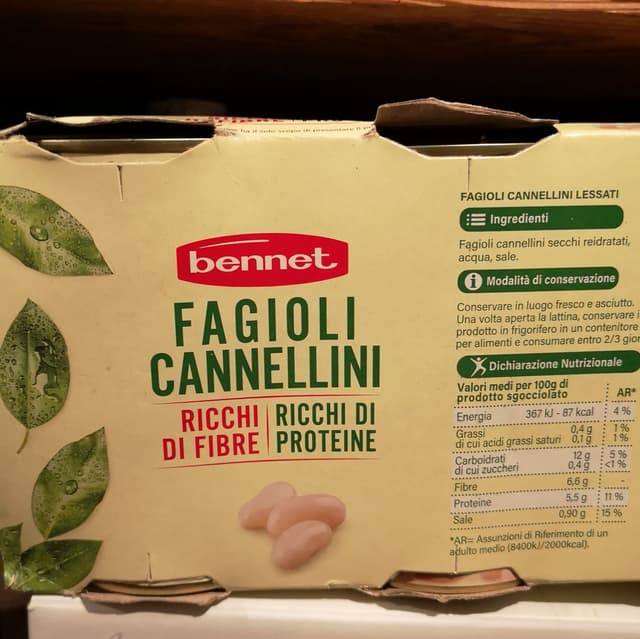 bennet
FAGIOLI
CANNELLINI
RICCHI
DI FIBRE
RICCHI DI
PROTEINE
FAGIOLI CANNELLINI LESSATI
Ingredienti
Fagioli cannellini secchi reidratati,
acqua, sale.
Modalità di conservazione
Conservare in luogo fresco e asciutto.
Una volta aperta la lattina, conservare
prodotto in frigorifero in un contenitore
per alimenti e consumare entro 2/3
Dichiarazione Nutrizionale
Valori medi per 100g di
prodotto sgocciolato AR*
Energia 367 kJ - 87 kcal 4 %
Grassi 0,4 g 1 %
di cui acidi grassi saturi 0,1 g 1 %
Carboidrati 12 g 5 %
di cui zuccheri 0,4 g <1 %
Fibre 6,6 g -
Proteine 5,5 g 11 %
Sale 0,90 g 15 %
*AR= Assunzioni di Riferimento di un
adulto medio (8400kJ/2000kcal).